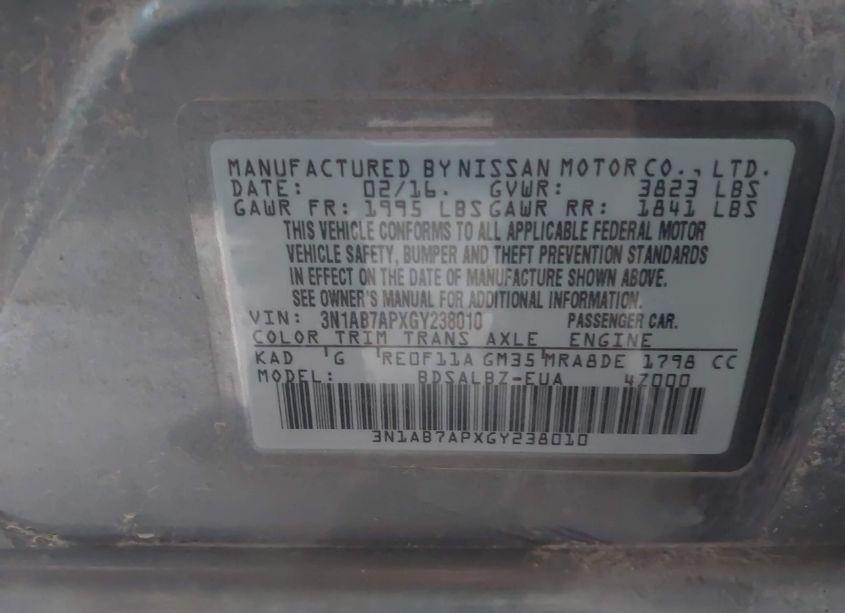 MANUFACTURED BY NISSAN MOTOR CO., LTD.
DATE: 02/16. GVWR: 3823 LBS
GAWR FR: 1995 LBS GAWR RR: 1841 LBS
THIS VEHICLE CONFORMS TO ALL APPLICABLE FEDERAL MOTOR
VEHICLE SAFETY, BUMPER AND THEFT PREVENTION STANDARDS
IN EFFECT ON THE DATE OF MANUFACTURE SHOWN ABOVE.
SEE OWNER'S MANUAL FOR ADDITIONAL INFORMATION.
VIN: 3N1AB7APXGY238010 PASSENGER CAR.
COLOR TRIM TRANS AXLE ENGINE
KAD G RE0F11A GM35 MRA8DE 1798 CC
MODEL: BDSALBZ-EUA 4Z000
3N1AB7APXGY238010